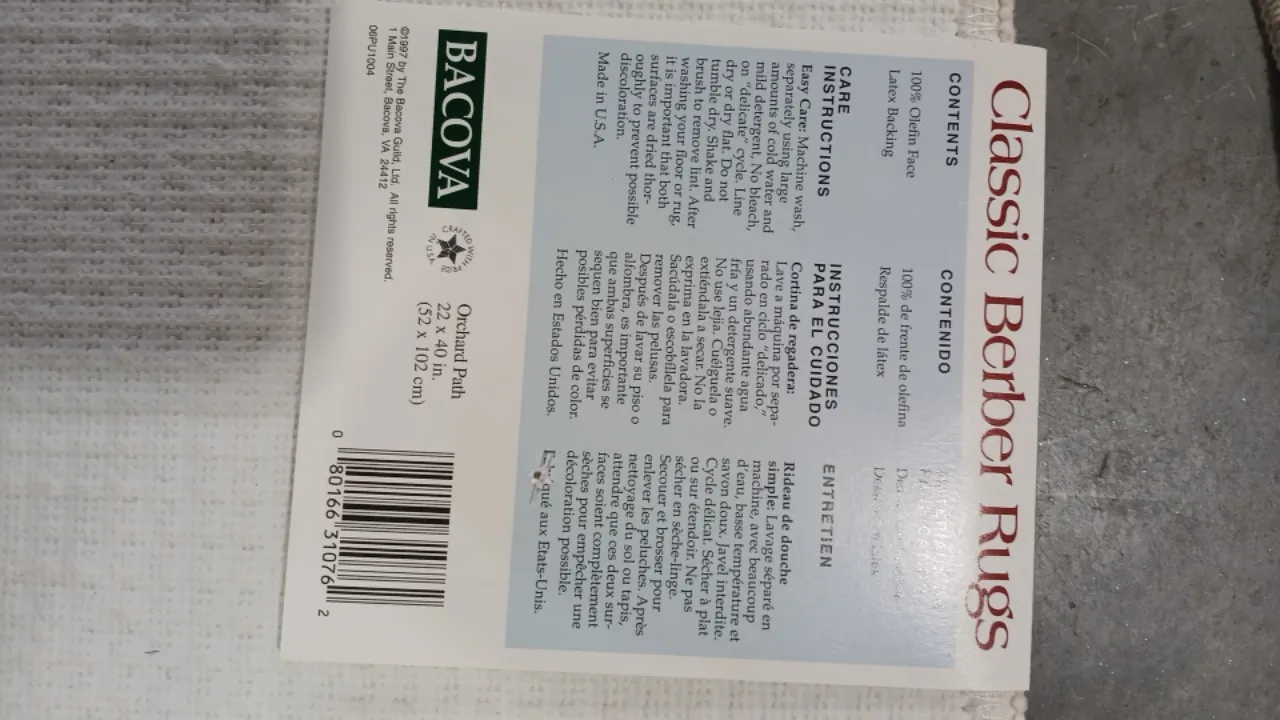 Classic Berber Rugs
CONTENTS
100% Olefin Face
Latex Backing
CARE
INSTRUCTIONS
Easy Care: Machine wash,
separately using large
amounts of cold water and
mild detergent. No bleach,
on "delicate" cycle. Line
dry or dry flat. Do not
tumble dry. Shake and
brush to remove lint. After
washing your floor or rug,
it is important that both
surfaces are dried thor-
oughly to prevent possible
discoloration.
Made in U.S.A.
CONTENIDO
100% de frente de olefina
Respalde de látex
INSTRUCCIONES
PARA EL CUIDADO
Cortina de regadera:
Lave a máquina por sepa-
rado en ciclo "delicado,"
usando abundante agua
fría y un detergente suave.
No use lejía. Cuélguela o
extiéndala a secar. No la
exprima en la lavadora.
Sacúdala o escobíllela para
remover las pelusas.
Después de lavar su piso o
alfombra, es importante
que ambas superficies se
sequen bien para evitar
posibles pérdidas de color.
Hecho en Estados Unidos.
ENTRETIEN
Rideau de douche
simple: Lavage séparé en
machine, avec beaucoup
d'eau, basse température et
savon doux. Javel interdite.
Cycle délicat. Sécher à plat
ou sur étendoir. Ne pas
sécher en sèche-linge.
Secouer et brosser pour
enlever les peluches. Après
nettoyage du sol ou tapis,
attendre que ces deux sur-
faces soient complètement
sèches pour empêcher une
décoloration possible.
aux Etats-Unis.
BACOVA
CRAFTED WITH PRIDE
IN U.S.A.
Orchard Path
22 x 40 in.
(52 x 102 cm)
©1997 by The Bacova Guild, Ltd. All rights reserved.
1 Main Street, Bacova, VA 24412
06PU1004
0 80166 31076 2